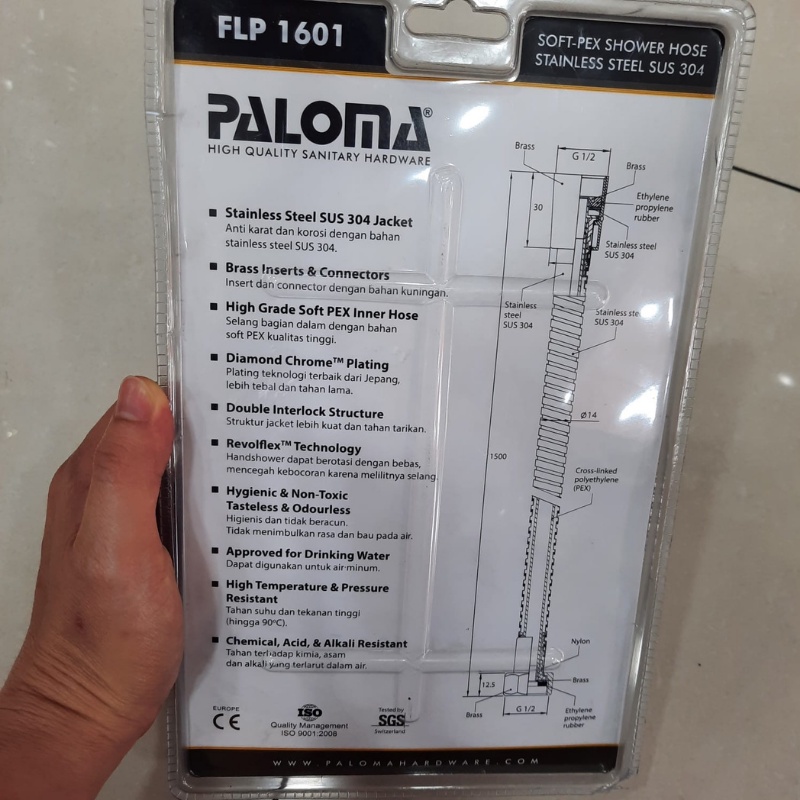 FLP 1601
SOFT-PEX SHOWER HOSE
STAINLESS STEEL SUS 304
PALOMA®
HIGH QUALITY SANITARY HARDWARE
■ Stainless Steel SUS 304 Jacket
Anti karat dan korosi dengan bahan
stainless steel SUS 304.
■ Brass Inserts & Connectors
Insert dan connector dengan bahan kuningan.
■ High Grade Soft PEX Inner Hose
Selang bagian dalam dengan bahan
soft PEX kualitas tinggi.
■ Diamond Chrome™ Plating
Plating teknologi terbaik dari Jepang,
lebih tebal dan tahan lama.
■ Double Interlock Structure
Struktur jacket lebih kuat dan tahan tarikan.
■ Revolflex™ Technology
Handshower dapat berotasi dengan bebas,
mencegah kebocoran karena melilitnya selang.
■ Hygienic & Non-Toxic
Tasteless & Odourless
Higienis dan tidak beracun.
Tidak menimbulkan rasa dan bau pada air.
■ Approved for Drinking Water
Dapat digunakan untuk air minum.
■ High Temperature & Pressure
Resistant
Tahan suhu dan tekanan tinggi
(hingga 90°C).
■ Chemical, Acid, & Alkali Resistant
Tahan terhadap kimia, asam
dan alkali yang terlarut dalam air.
Brass
G 1/2
Brass
30
Ethylene
propylene
rubber
Stainless steel
SUS 304
Stainless
steel
SUS 304
Stainless stee
SUS 304
Ø14
1500
Cross-linked
polyethylene
(PEX)
Nylon
12.5
Brass
Brass
G 1/2
Ethylene
propylene
rubber
EUROPE
CE
ISO
Quality Management
ISO 9001:2008
Tested by
SGS
Switzerland
WWW.PALOMAHARDWARE.COM